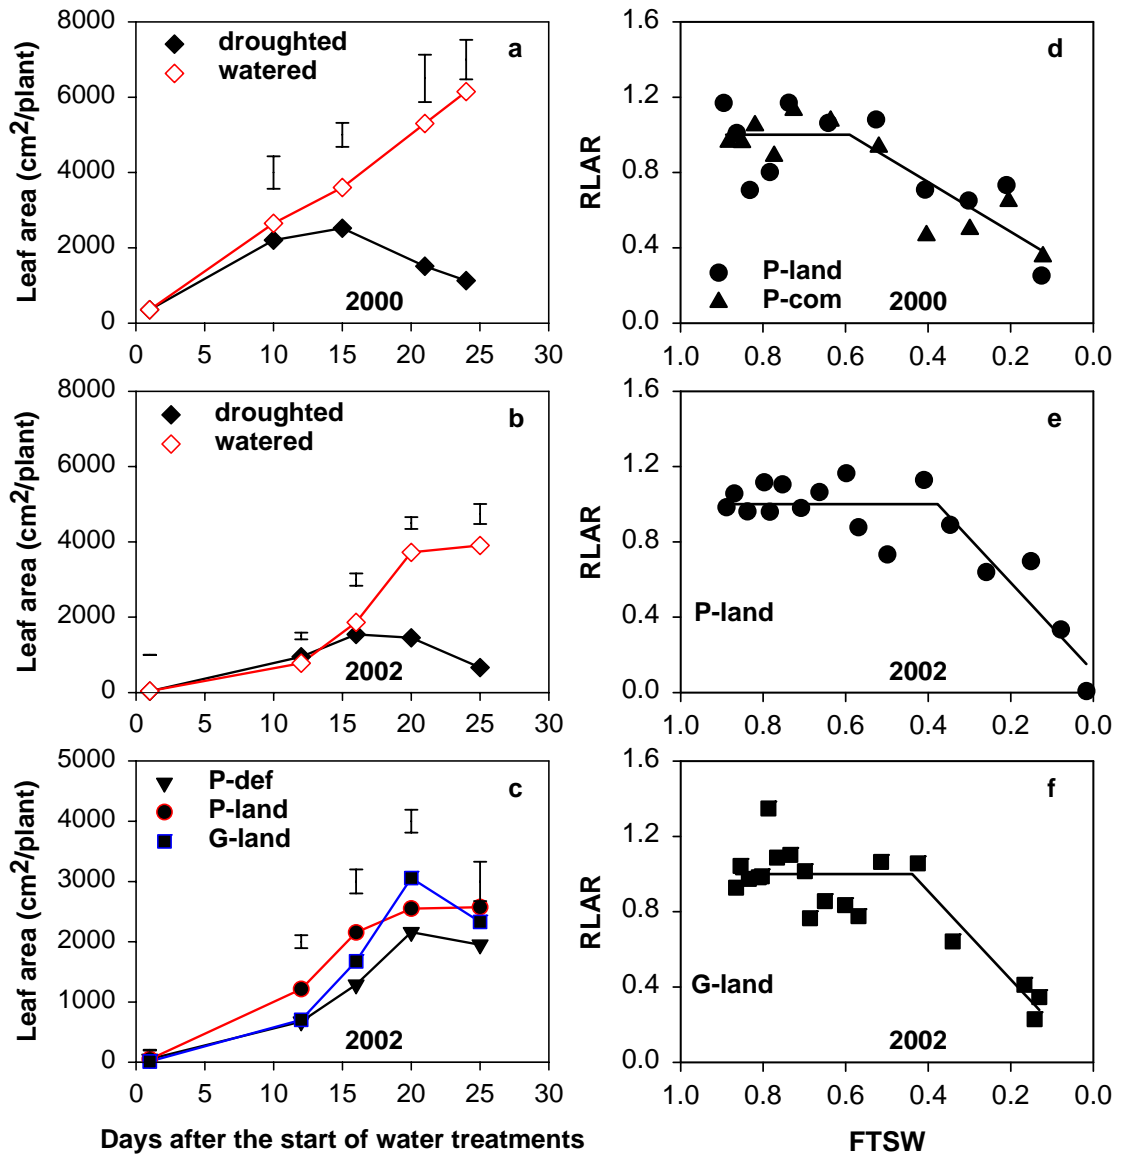 8000
6000
4000
2000
0
Leaf area (cm2/plant)
droughted
watered
a
2000
0 5 10 15 20 25 30
1.6
1.2
0.8
0.4
0.0
RLAR
d
P-land
P-com
2000
1.0 0.8 0.6 0.4 0.2 0.0
8000
6000
4000
2000
0
Leaf area (cm2/plant)
droughted
watered
b
2002
0 5 10 15 20 25 30
1.6
1.2
0.8
0.4
0.0
RLAR
e
P-land
2002
1.0 0.8 0.6 0.4 0.2 0.0
5000
4000
3000
2000
1000
0
Leaf area (cm2/plant)
P-def
P-land
G-land
c
2002
0 5 10 15 20 25 30
Days after the start of water treatments
1.6
1.2
0.8
0.4
0.0
RLAR
f
G-land
2002
1.0 0.8 0.6 0.4 0.2 0.0
FTSW